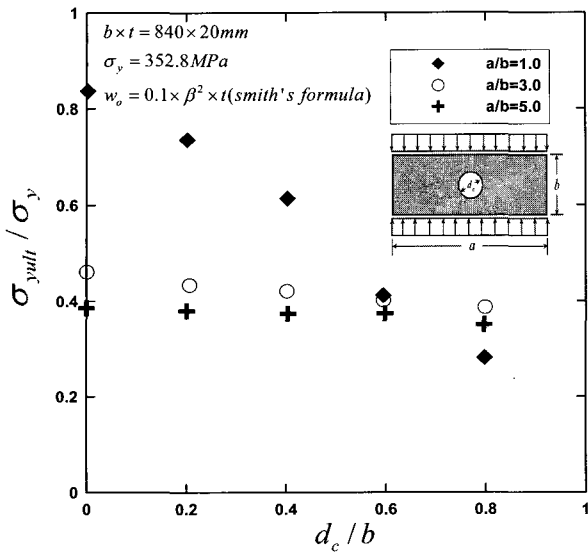 b × t = 840 × 20mm
σ_y = 352.8MPa
w_o = 0.1 × β² × t(smith's formula)
a/b=1.0
a/b=3.0
a/b=5.0
d_c
b
a
σ_yult / σ_y
1
0.8
0.6
0.4
0.2
0
0
0.2
0.4
0.6
0.8
1
d_c / b